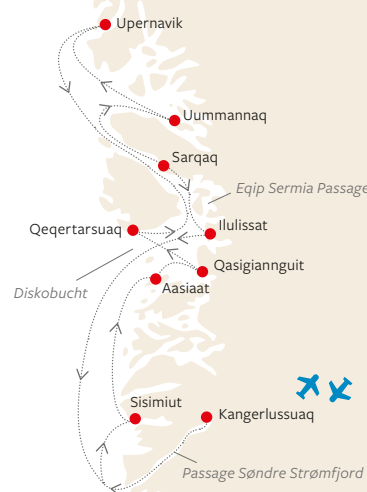 Upernavik
Uummannaq
Sarqaq
Eqip Sermia Passage
Ilulissat
Qeqertarsuaq
Qasigiannguit
Diskobucht
Aasiaat
Sisimiut
Kangerlussuaq
Passage Søndre Strømfjord